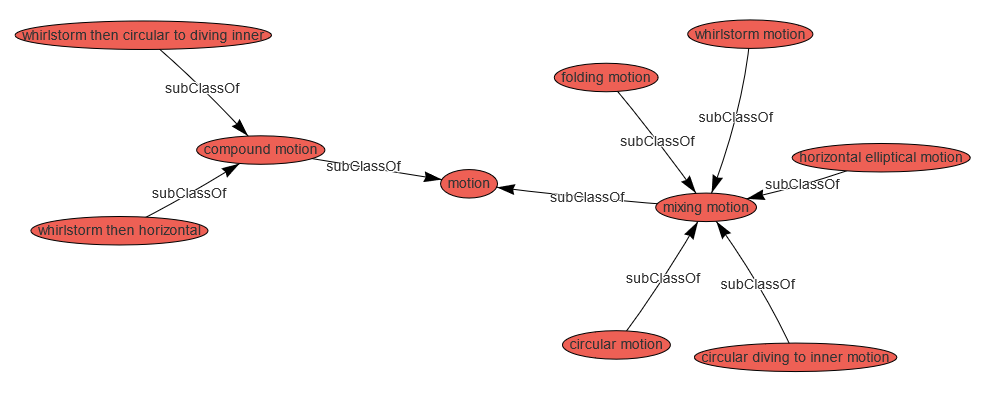 whirlstorm then circular to diving inner
whirlstorm motion
folding motion
subClassOf
subClassOf
subClassOf
subClassOf
compound motion
horizontal elliptical motion
subClassOf
motion
subClassOf
subClassOf
subClassOf
mixing motion
whirlstorm then horizontal
subClassOf
subClassOf
circular motion
circular diving to inner motion